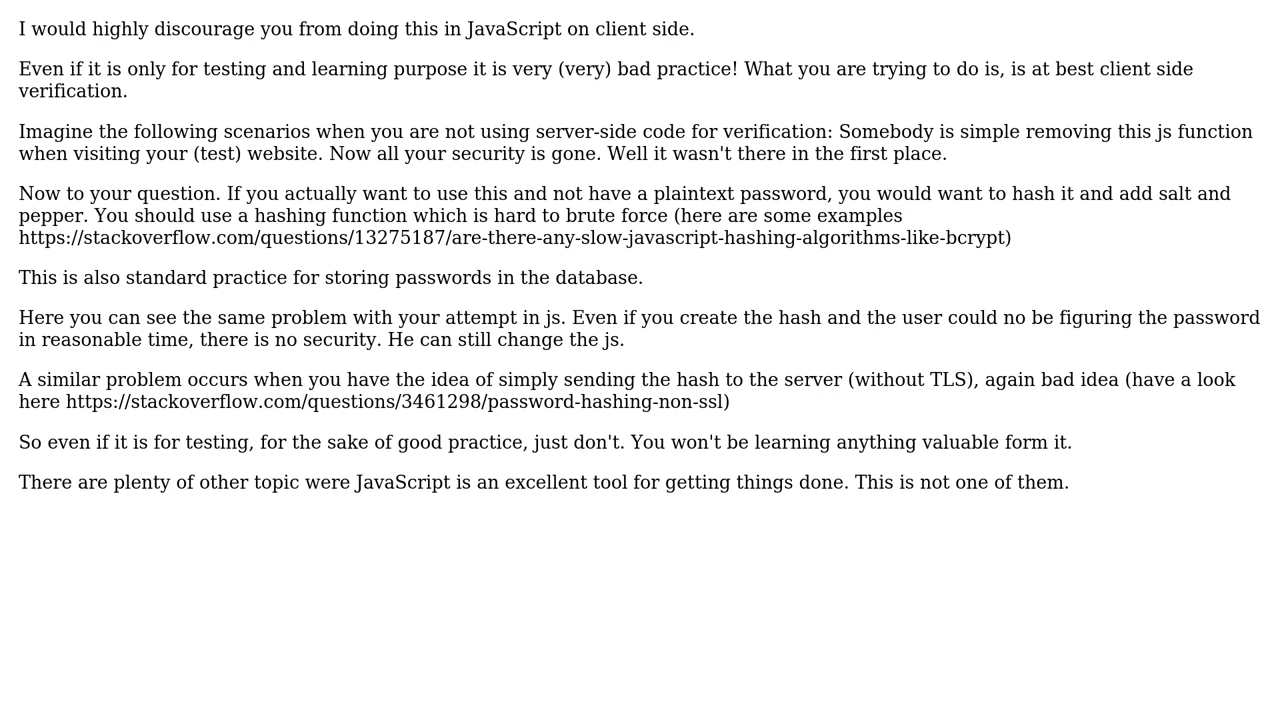 I would highly discourage you from doing this in JavaScript on client side.
Even if it is only for testing and learning purpose it is very (very) bad practice! What you are trying to do is, is at best client side
verification.
Imagine the following scenarios when you are not using server-side code for verification: Somebody is simple removing this js function
when visiting your (test) website. Now all your security is gone. Well it wasn't there in the first place.
Now to your question. If you actually want to use this and not have a plaintext password, you would want to hash it and add salt and
pepper. You should use a hashing function which is hard to brute force (here are some examples
https://stackoverflow.com/questions/13275187/are-there-any-slow-javascript-hashing-algorithms-like-bcrypt)
This is also standard practice for storing passwords in the database.
Here you can see the same problem with your attempt in js. Even if you create the hash and the user could no be figuring the password
in reasonable time, there is no security. He can still change the js.
A similar problem occurs when you have the idea of simply sending the hash to the server (without TLS), again bad idea (have a look
here https://stackoverflow.com/questions/3461298/password-hashing-non-ssl)
So even if it is for testing, for the sake of good practice, just don't. You won't be learning anything valuable form it.
There are plenty of other topic were JavaScript is an excellent tool for getting things done. This is not one of them.